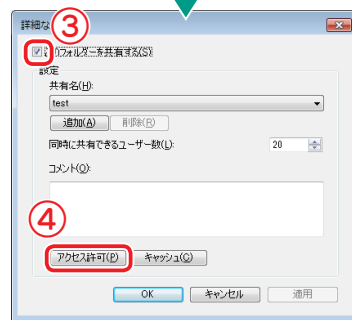 詳細な
③
のフォルダーを共有する(S)
設定
共有名(H):
test
追加(A) 削除(R)
同時に共有できるユーザー数(L): 20
コメント(O):
④
アクセス許可(P) キャッシュ(C)
OK キャンセル 適用